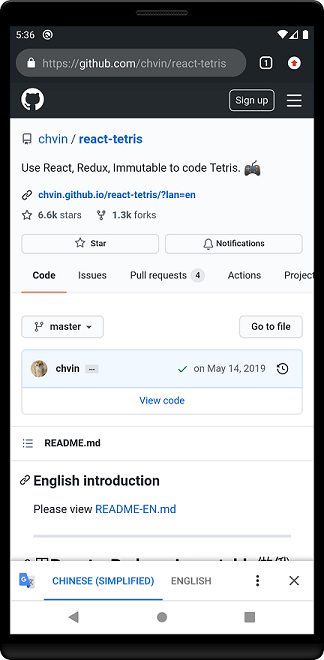 5:36
https://github.com/chvin/react-tetris
1
Sign up
chvin / react-tetris
Use React, Redux, Immutable to code Tetris. 🎮
chvin.github.io/react-tetris/?lan=en
6.6k stars 1.3k forks
Star Notifications
Code Issues Pull requests 4 Actions Project
master Go to file
chvin ... on May 14, 2019
View code
README.md
English introduction
Please view README-EN.md
CHINESE (SIMPLIFIED) ENGLISH